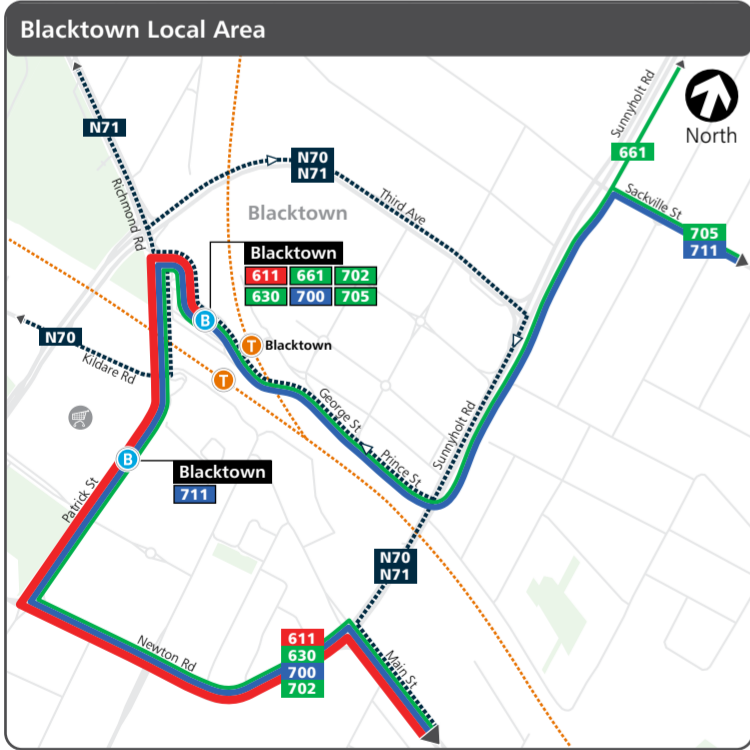 Blacktown Local Area
Sunnyholt Rd
North
N71
661
N70
N71
Richmond Rd
Third Ave
Sackville St
Blacktown
705
711
Blacktown
611 661 702
630 700 705
B
N70
T Blacktown
Kildare Rd
T
George St
Sunnyholt Rd
Prince St
B
Blacktown
711
Patrick St
N70
N71
Newton Rd
611
630
700
702
Main St